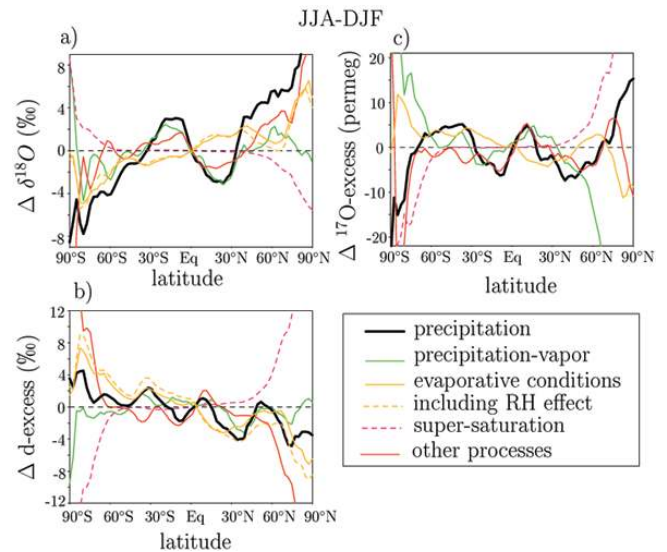 JJA-DJF
a)
Δ δ¹⁸O (‰)
8
4
0
-4
-8
90°S 60°S 30°S Eq 30°N 60°N 90°N
latitude
c)
Δ ¹⁷O-excess (permeg)
20
10
0
-10
-20
90°S 60°S 30°S Eq 30°N 60°N 90°N
latitude
b)
Δ d-excess (‰)
12
8
4
0
-4
-8
-12
90°S 60°S 30°S Eq 30°N 60°N 90°N
latitude
precipitation
precipitation-vapor
evaporative conditions
including RH effect
super-saturation
other processes